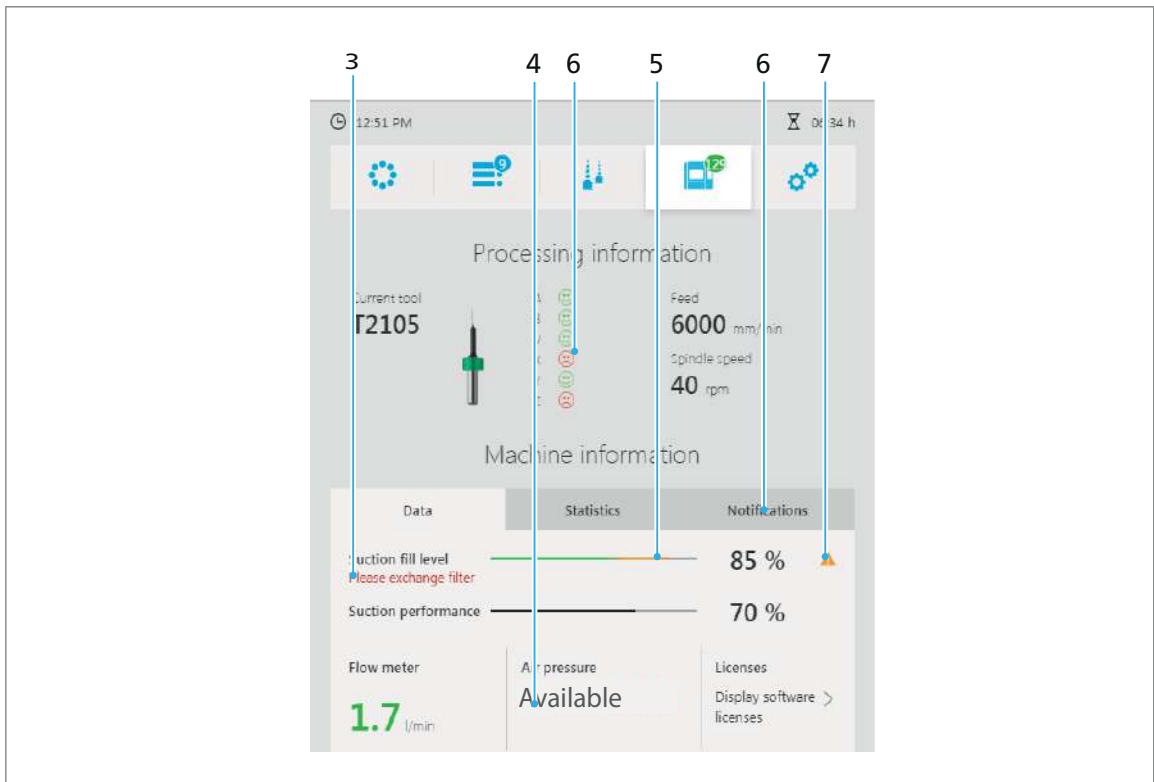 3 4 6 5 6 7
12:51 PM 06:34 h
9 129
Processing information
Current tool Feed
T2105 6000 mm/min
Spindle speed
40 rpm
Machine information
Data Statistics Notifications
Suction fill level 85 %
Please exchange filter
Suction performance 70 %
Flow meter Air pressure Licenses
Available Display software
licenses
1.7 l/min